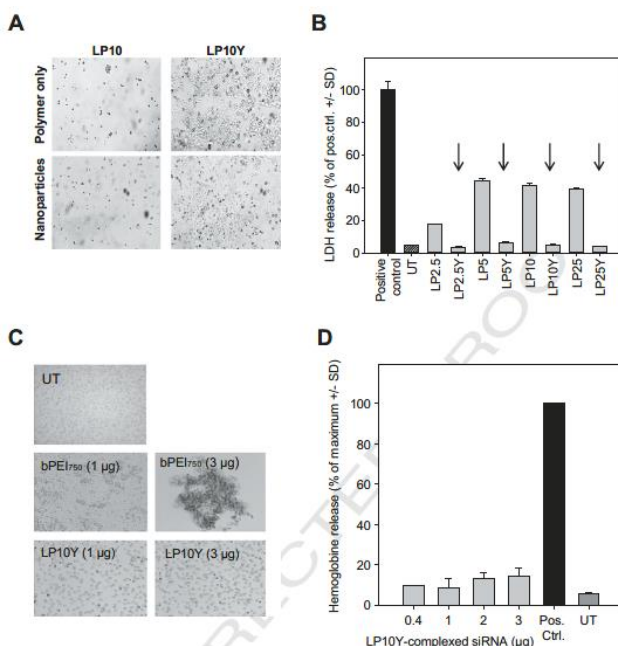 A
LP10
LP10Y
Polymer only
Nanoparticles
B
LDH release (% of pos.ctrl. +/- SD)
100
80
60
40
20
0
Positive control
UT
LP2.5
LP2.5Y
LP5
LP5Y
LP10
LP10Y
LP25
LP25Y
C
UT
bPEI750 (1 µg)
bPEI750 (3 µg)
LP10Y (1 µg)
LP10Y (3 µg)
D
Hemoglobine release (% of maximum +/- SD)
100
80
60
40
20
0
0.4
1
2
3
Pos.
Ctrl.
UT
LP10Y-complexed siRNA (µg)